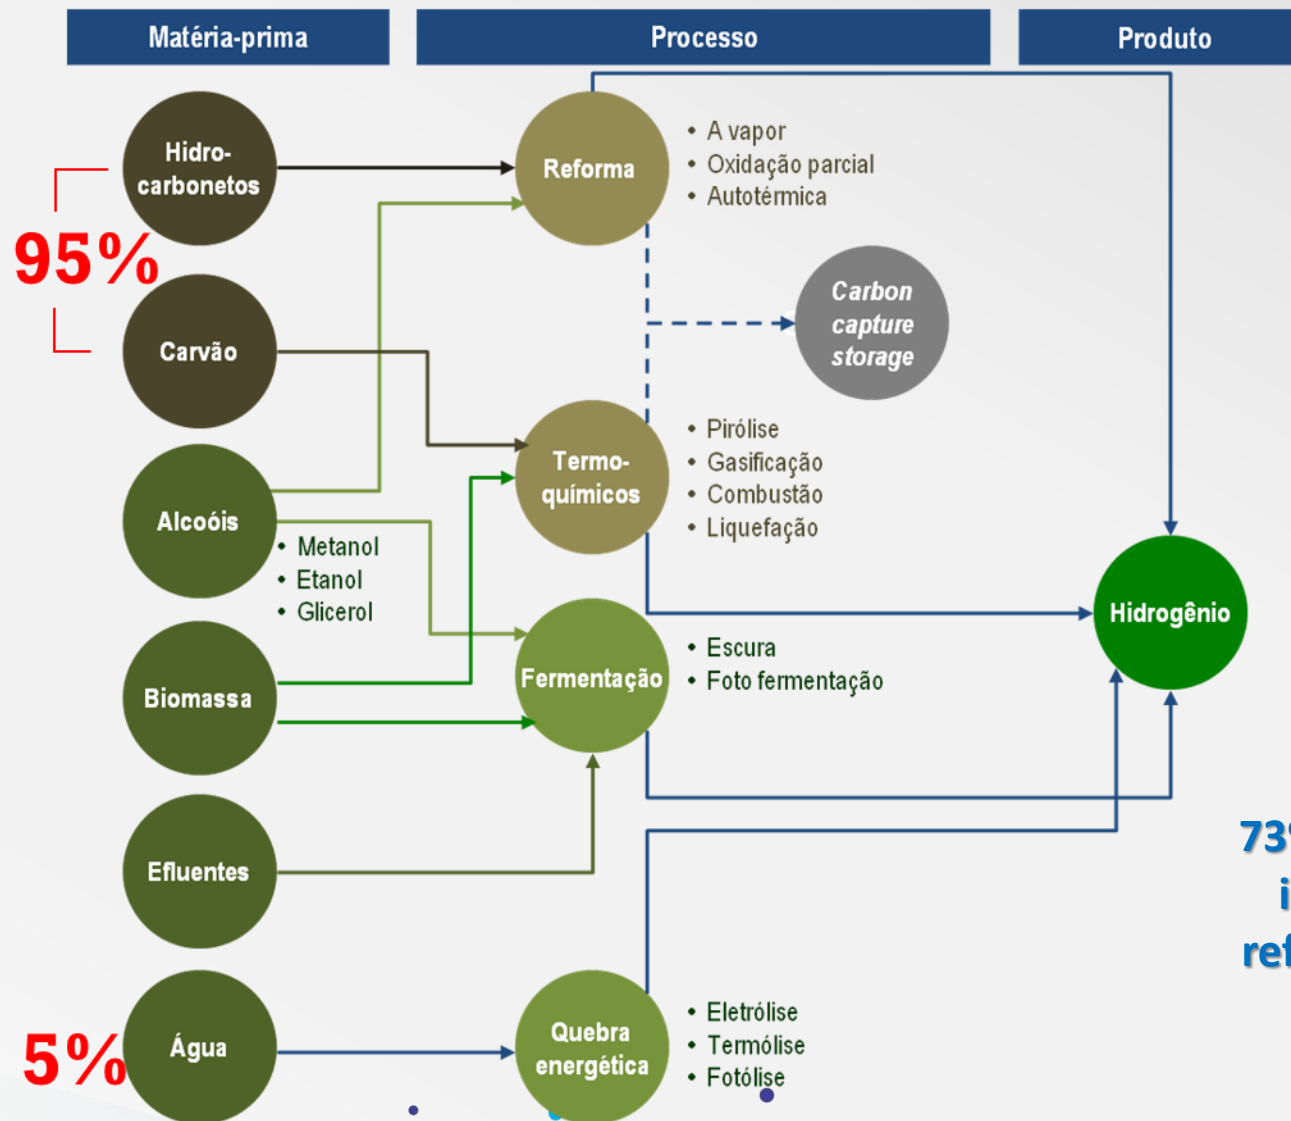 Matéria-prima
Processo
Produto
Hidro-
carbonetos
Reforma
• A vapor
• Oxidação parcial
• Autotérmica
95%
Carbon
capture
storage
Carvão
Termo-
químicos
• Pirólise
• Gasificação
• Combustão
• Liquefação
Alcoóis
• Metanol
• Etanol
• Glicerol
Hidrogênio
Fermentação
• Escura
• Foto fermentação
Biomassa
Efluentes
73
5%
Água
Quebra
energética
• Eletrólise
• Termólise
• Fotólise